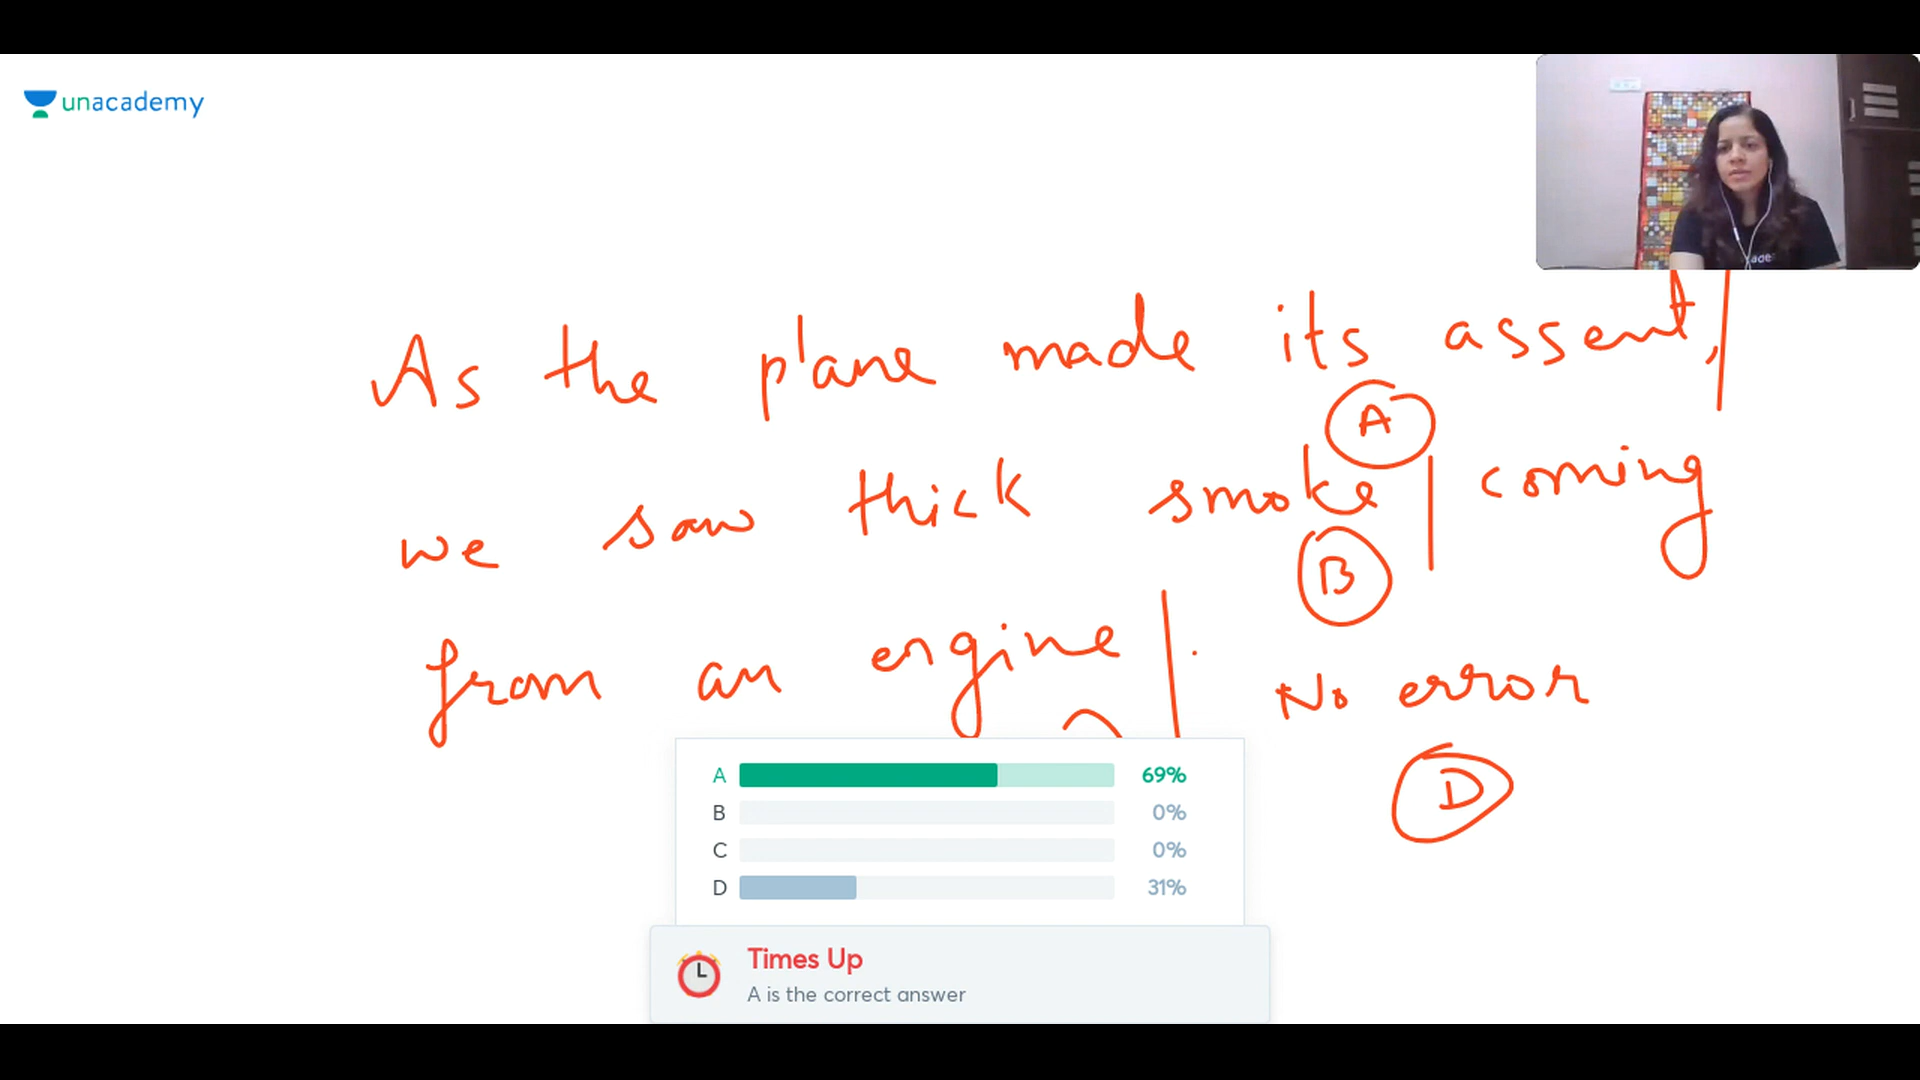 unacademy
As the plane made its assent,|
A
we saw thick smoke | coming
B
from an engine |. No error
D
A 69%
B 0%
C 0%
D 31%
Times Up
A is the correct answer